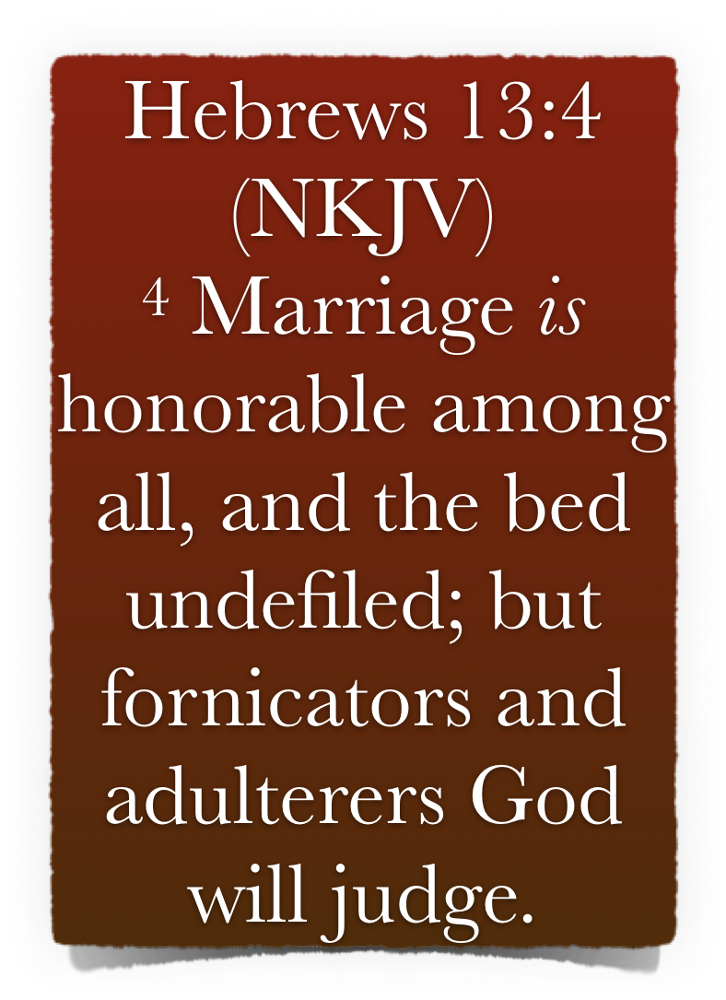 Hebrews 13:4
(NKJV)
⁴ Marriage is
honorable among
all, and the bed
undefiled; but
fornicators and
adulterers God
will judge.